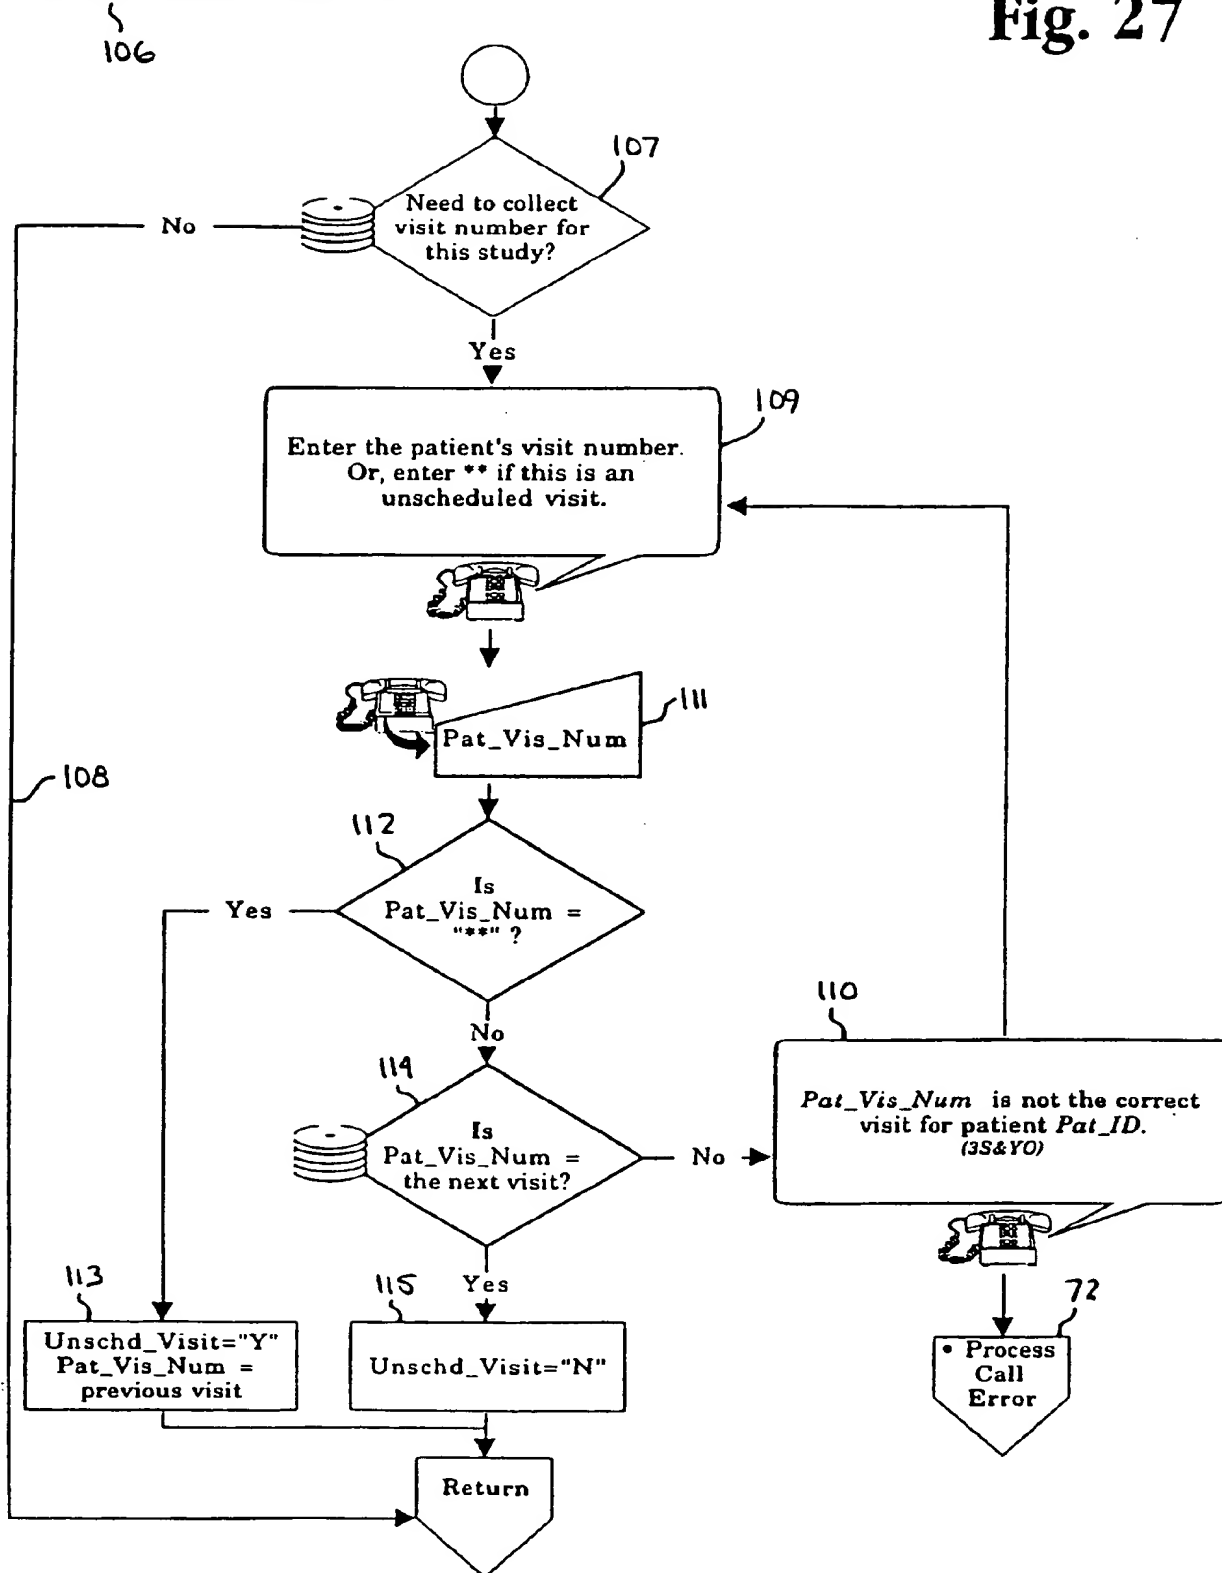 Fig. 27
106
107
Need to collect
visit number for
this study?
No
Yes
109
Enter the patient's visit number.
Or, enter ** if this is an
unscheduled visit.
111
Pat_Vis_Num
108
112
Is
Pat_Vis_Num =
"**" ?
Yes
No
110
Pat_Vis_Num is not the correct
visit for patient Pat_ID.
(3S&YO)
114
Is
Pat_Vis_Num =
the next visit?
No
Yes
113
Unschd_Visit="Y"
Pat_Vis_Num =
previous visit
115
Unschd_Visit="N"
72
• Process
Call
Error
Return